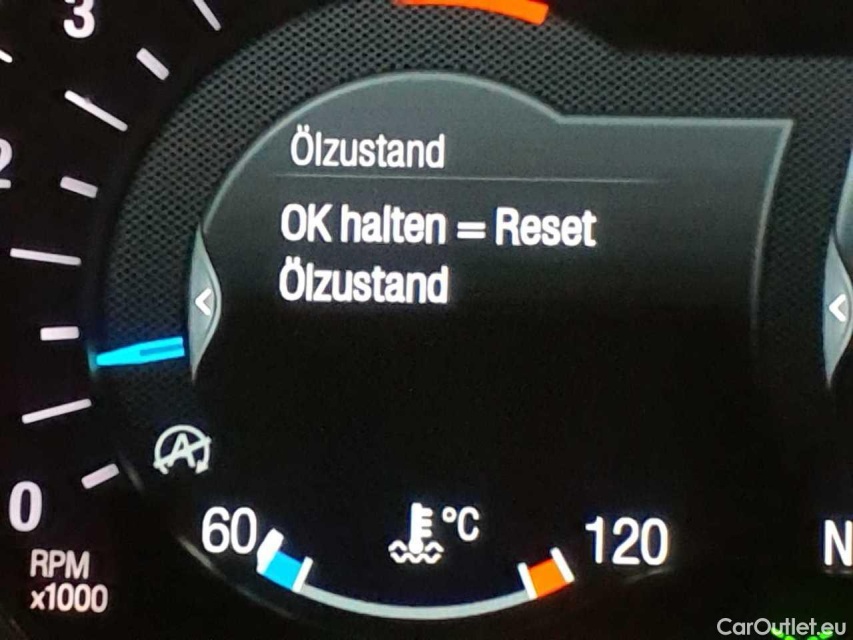 3
2
Ölzustand
OK halten = Reset
Ölzustand
A
0
60
°C
120
N
RPM
x1000
CarOutlet.eu